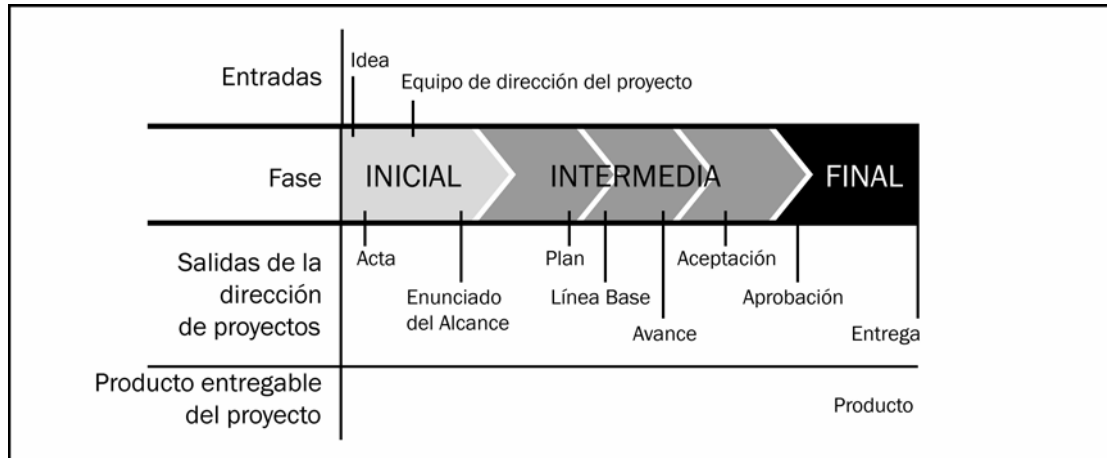 Idea
Entradas
Equipo de dirección del proyecto
Fase
INICIAL
INTERMEDIA
FINAL
Salidas de la
dirección
de proyectos
Acta
Enunciado
del Alcance
Plan
Línea Base
Avance
Aceptación
Aprobación
Entrega
Producto entregable
del proyecto
Producto